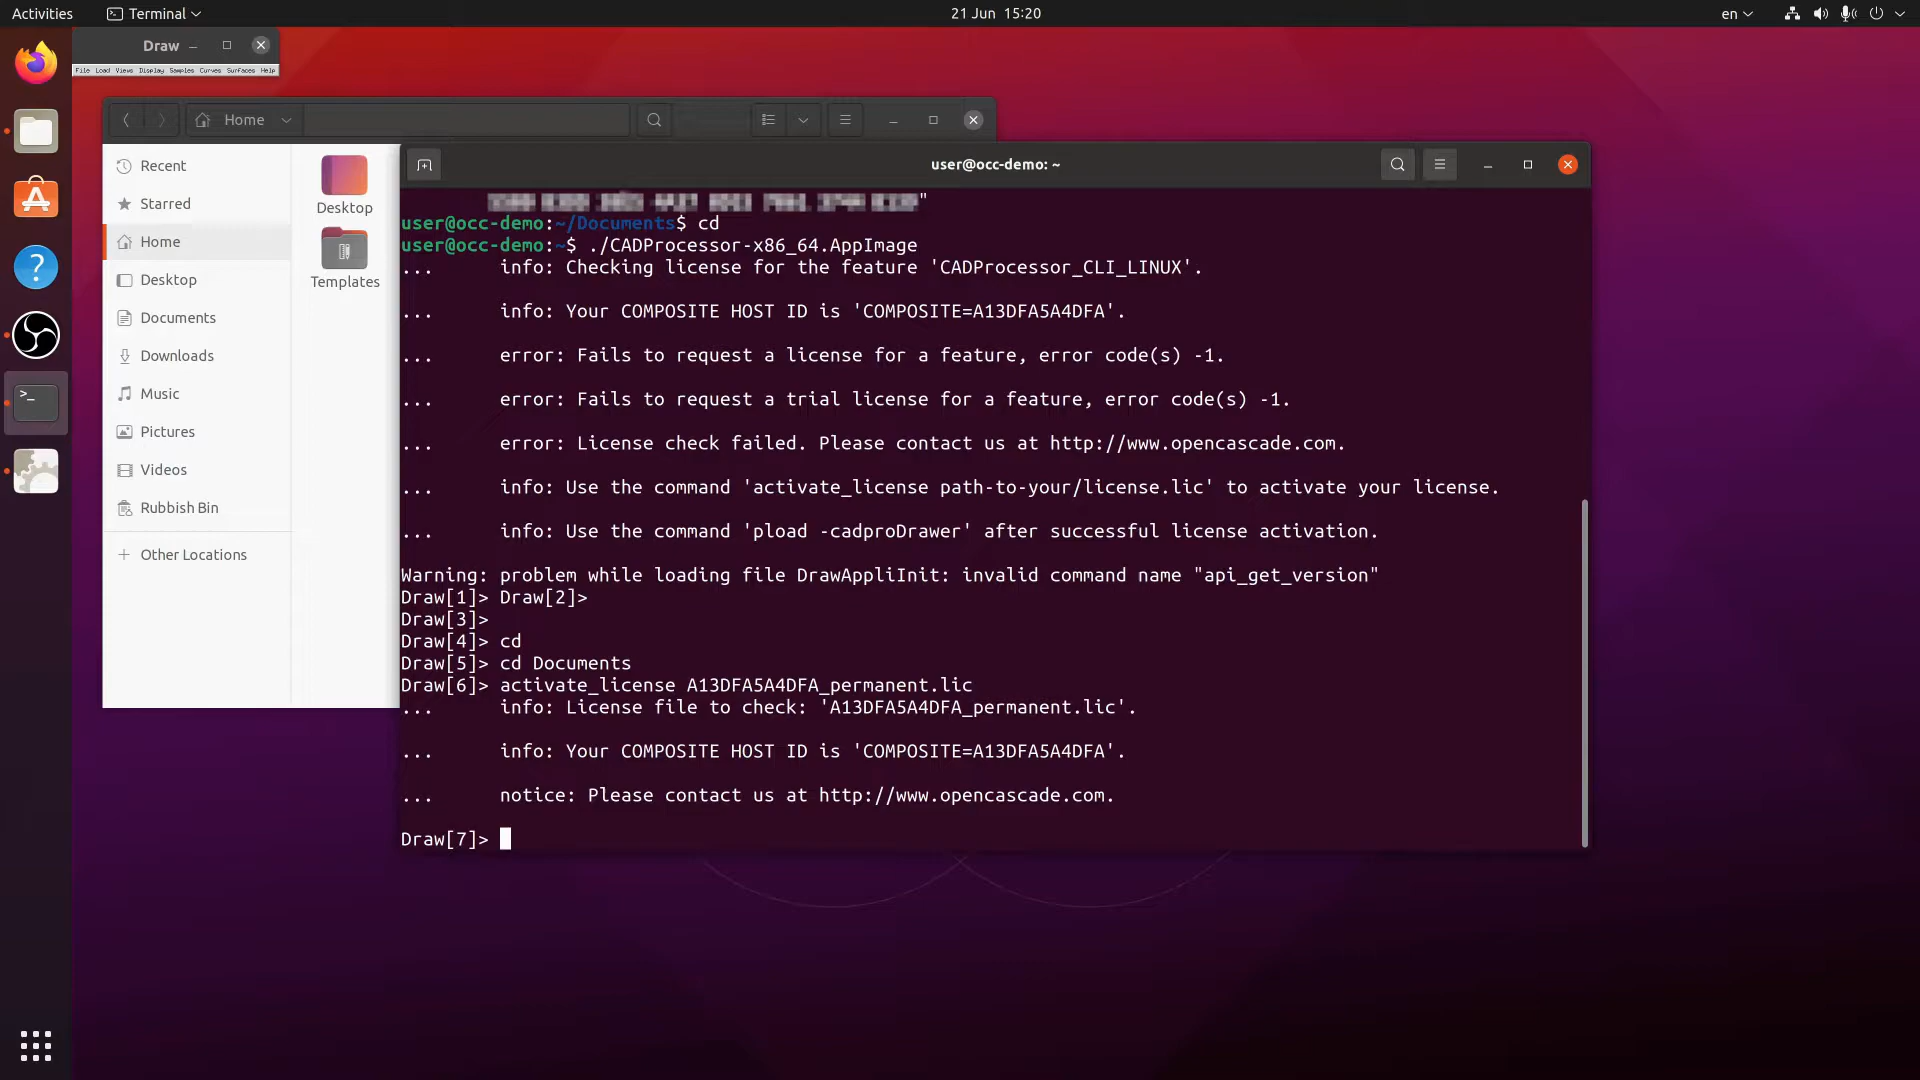 Activities
Terminal
21 Jun 15:20
en
Draw
File Load Views Display Samples Curves Surfaces Help
Home
Recent
Starred
Home
Desktop
Documents
Downloads
Music
Pictures
Videos
Rubbish Bin
Other Locations
Desktop
Templates
user@occ-demo: ~
"
user@occ-demo:~/Documents$ cd
user@occ-demo:~$ ./CADProcessor-x86_64.AppImage
... info: Checking license for the feature 'CADProcessor_CLI_LINUX'.
... info: Your COMPOSITE HOST ID is 'COMPOSITE=A13DFA5A4DFA'.
... error: Fails to request a license for a feature, error code(s) -1.
... error: Fails to request a trial license for a feature, error code(s) -1.
... error: License check failed. Please contact us at http://www.opencascade.com.
... info: Use the command 'activate_license path-to-your/license.lic' to activate your license.
... info: Use the command 'pload -cadproDrawer' after successful license activation.
Warning: problem while loading file DrawAppliInit: invalid command name "api_get_version"
Draw[1]> Draw[2]>
Draw[3]>
Draw[4]> cd
Draw[5]> cd Documents
Draw[6]> activate_license A13DFA5A4DFA_permanent.lic
... info: License file to check: 'A13DFA5A4DFA_permanent.lic'.
... info: Your COMPOSITE HOST ID is 'COMPOSITE=A13DFA5A4DFA'.
... notice: Please contact us at http://www.opencascade.com.
Draw[7]>